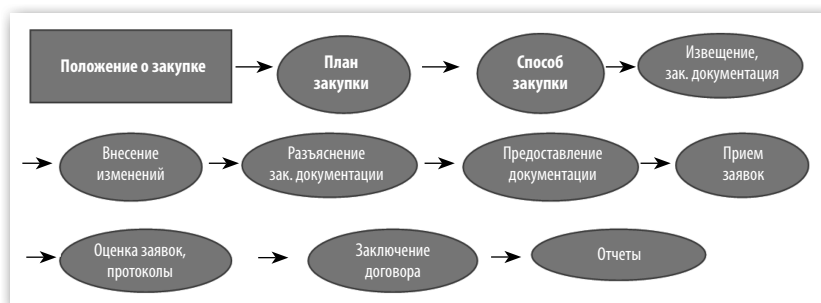 Положение о закупке
План
закупки
Способ
закупки
Извещение,
зак. документация
Внесение
изменений
Разъяснение
зак. документации
Предоставление
документации
Прием
заявок
Оценка заявок,
протоколы
Заключение
договора
Отчеты